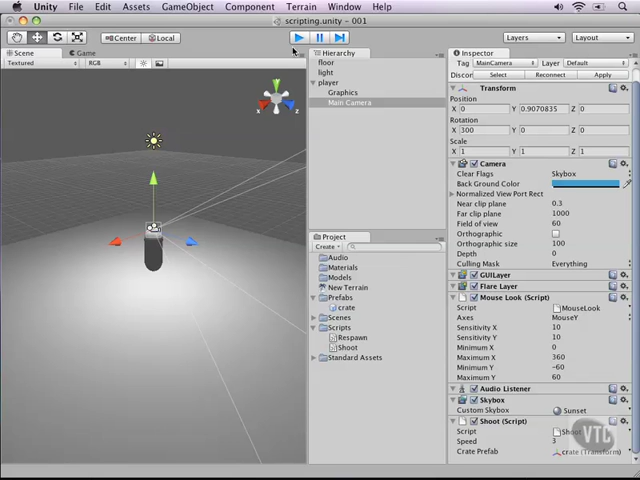 Unity File Edit Assets GameObject Component Terrain Window Help
scripting.unity - 001
Center Local Layers Layout
Scene Game
Textured RGB
Hierarchy
floor
light
player
Graphics
Main Camera
Project
Create
Audio
Materials
Models
New Terrain
Prefabs
crate
Scenes
Scripts
Respawn
Shoot
Standard Assets
Inspector
Tag MainCamera Layer Default
Discon Select Reconnect Apply
Transform
Position
X 0 Y 0.9070835 Z 0
Rotation
X 300 Y 0 Z 0
Scale
X 1 Y 1 Z 1
Camera
Clear Flags Skybox
Back Ground Color
Normalized View Port Rect
Near clip plane 0.3
Far clip plane 1000
Field of view 60
Orthographic
Orthographic size 100
Depth 0
Culling Mask Everything
GUILayer
Flare Layer
Mouse Look (Script)
Script MouseLook
Axes MouseY
Sensitivity X 10
Sensitivity Y 10
Minimum X 0
Maximum X 360
Minimum Y -60
Maximum Y 60
Audio Listener
Skybox
Custom Skybox Sunset
Shoot (Script)
Script Shoot
Speed 3
Crate Prefab crate (Transform)
VTC